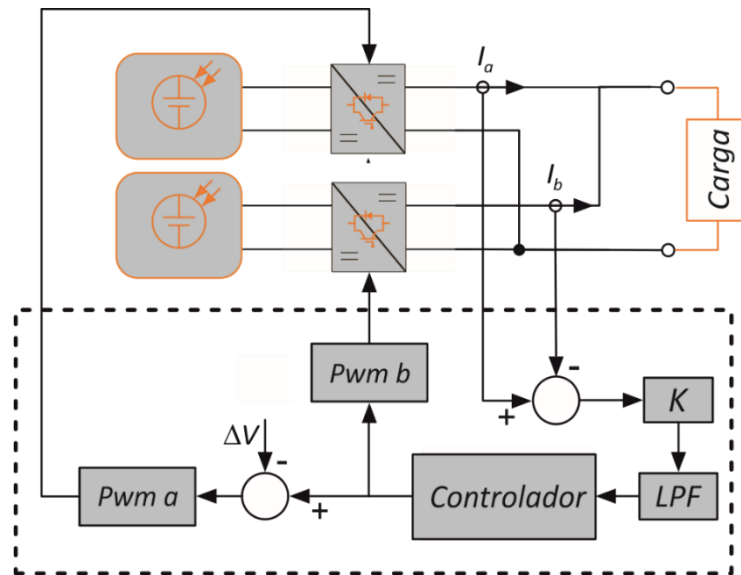 I_a
I_b
Carga
Pwm b
-
+
K
ΔV
-
Pwm a
+
Controlador
LPF